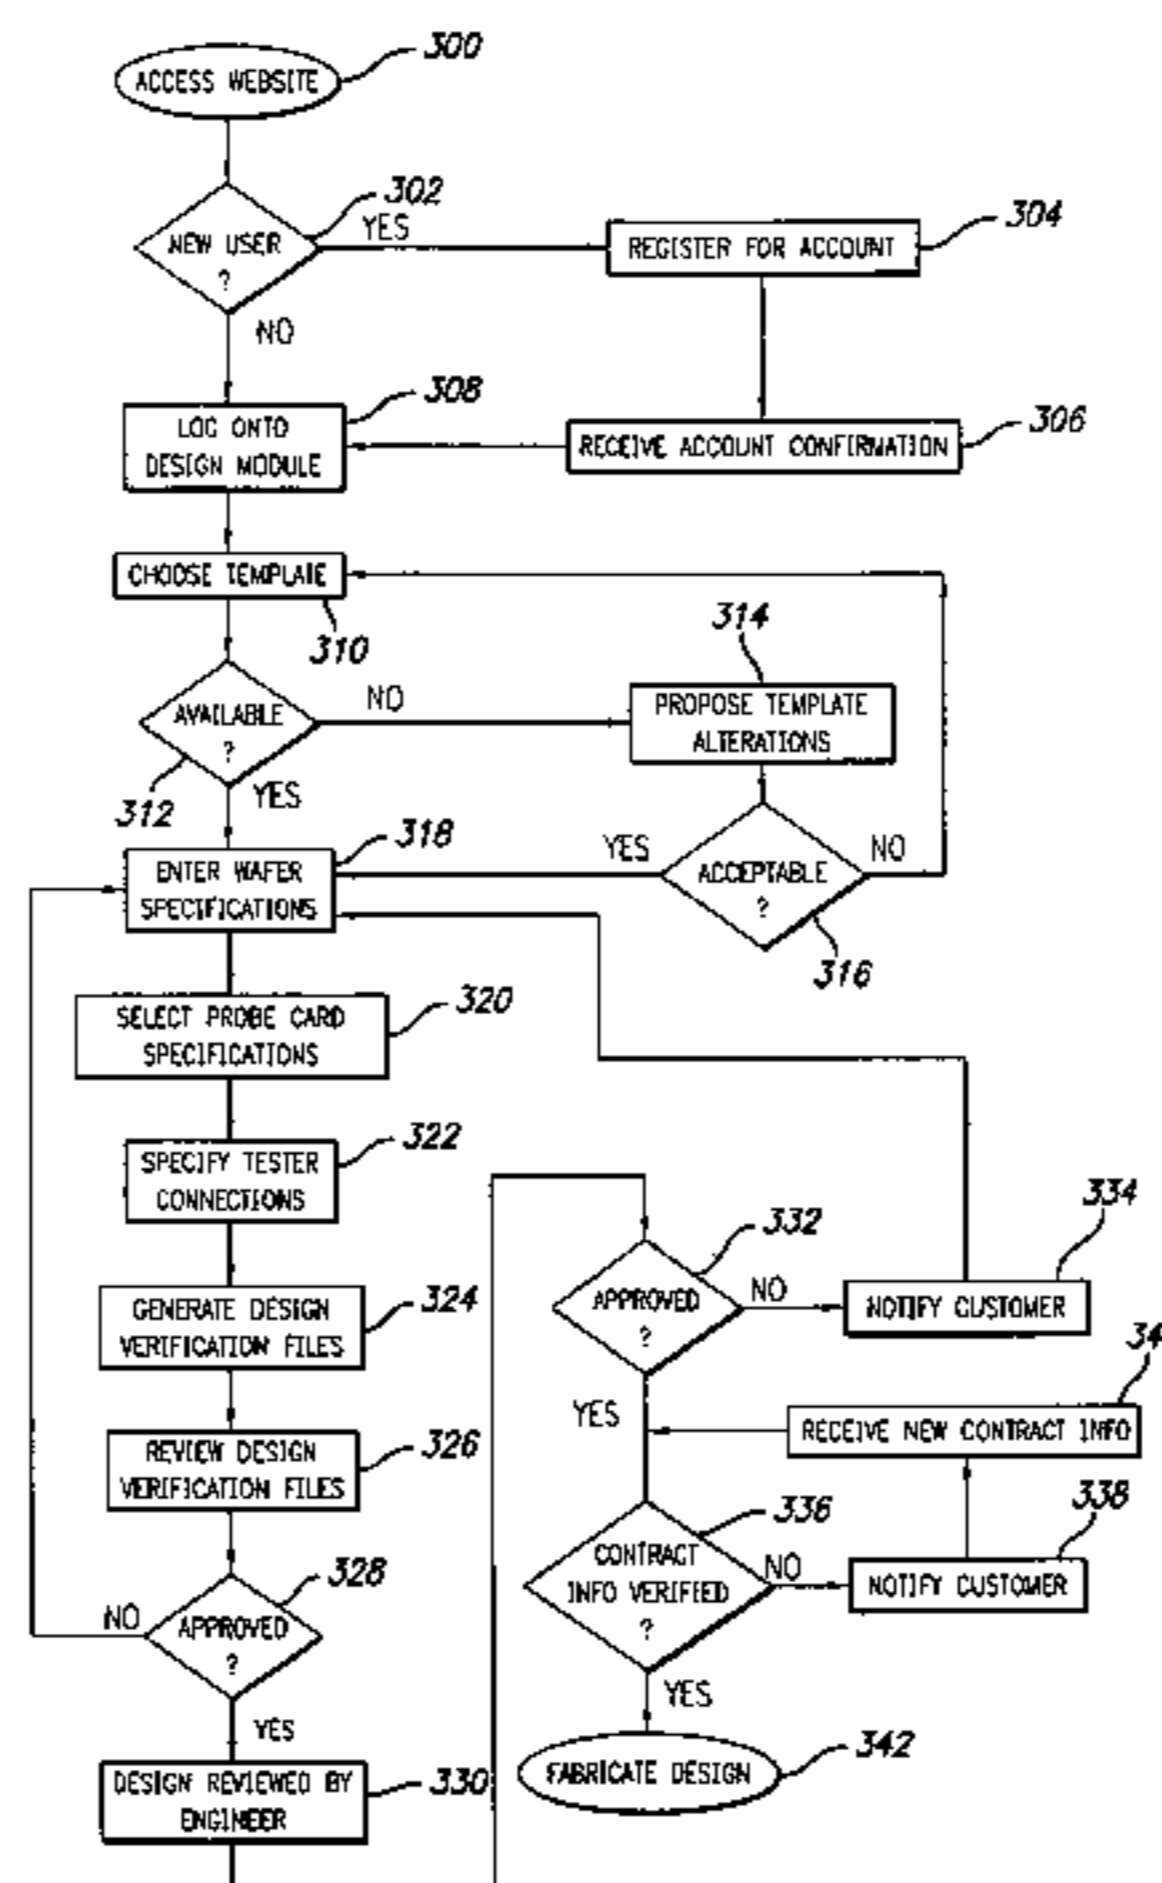 300
ACCESS WEBSITE
302
YES
304
NEW USER
?
REGISTER FOR ACCOUNT
NO
308
306
LOG ONTO
DESIGN MODULE
RECEIVE ACCOUNT CONFIRMATION
CHOOSE TEMPLATE
310
314
NO
AVAILABLE
?
PROPOSE TEMPLATE
ALTERATIONS
312
YES
318
YES
NO
ENTER WAFER
SPECIFICATIONS
ACCEPTABLE
?
316
320
SELECT PROBE CARD
SPECIFICATIONS
322
SPECIFY TESTER
CONNECTIONS
332
334
324
GENERATE DESIGN
VERIFICATION FILES
APPROVED
?
NO
NOTIFY CUSTOMER
34
YES
RECEIVE NEW CONTRACT INFO
326
REVIEW DESIGN
VERIFICATION FILES
336
338
CONTRACT
INFO VERIFIED
?
NO
NOTIFY CUSTOMER
328
NO
APPROVED
?
YES
YES
342
FABRICATE DESIGN
330
DESIGN REVIEWED BY
ENGINEER